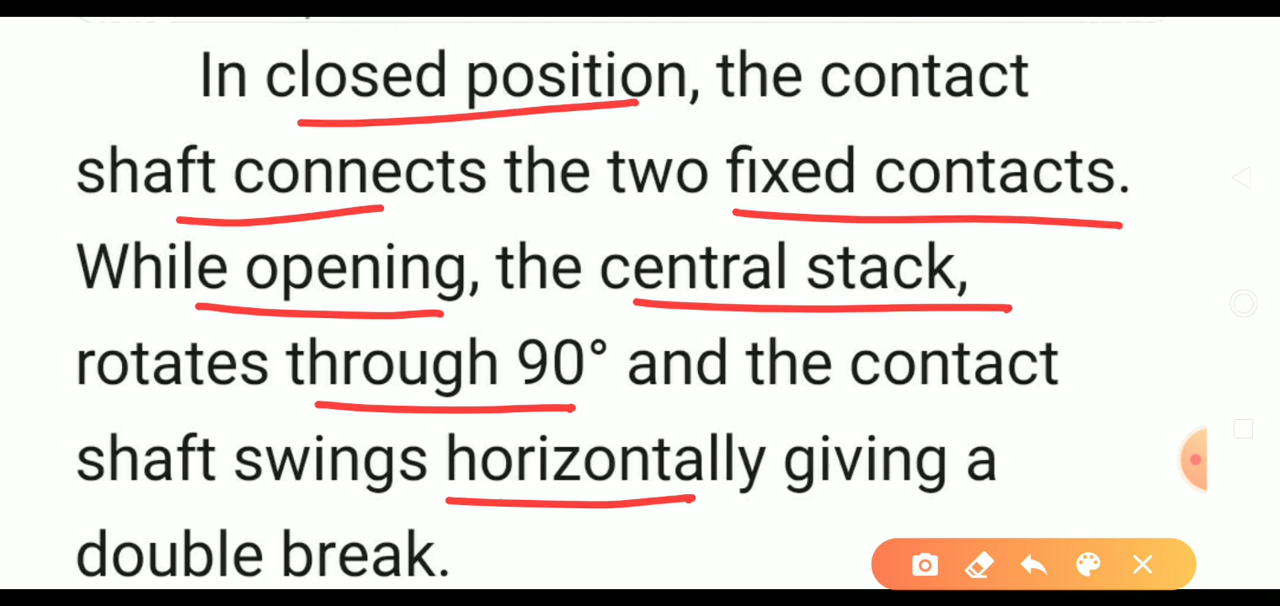 In closed position, the contact
shaft connects the two fixed contacts.
While opening, the central stack,
rotates through 90° and the contact
shaft swings horizontally giving a
double break.